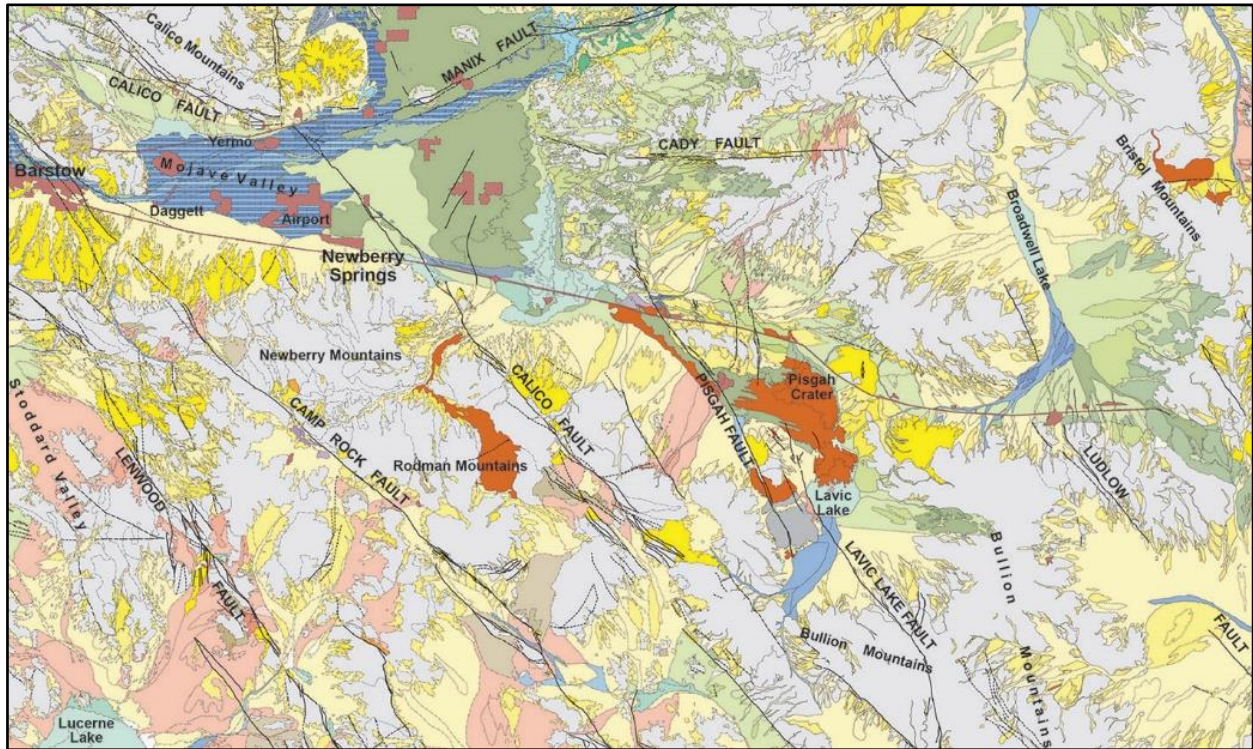 Calico Mountains
CALICO FAULT
MANIX FAULT
Yermo
CADY FAULT
Barstow
Mojave Valley
Daggett
Airport
Newberry
Springs
Bristol Mountains
Broadwell Lake
Newberry Mountains
Stoddard Valley
LENWOOD
FAULT
CAMP ROCK FAULT
Rodman Mountains
CALICO FAULT
PISGAH FAULT
Pisgah
Crater
Lavic
Lake
LUDLOW
FAULT
LAVIC LAKE FAULT
Bullion Mountains
Bullion Mountains
Lucerne
Lake